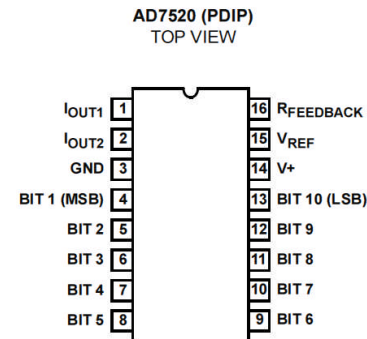 AD7520 (PDIP)
TOP VIEW
IOUT1 1 16 RFEEDBACK
IOUT2 2 15 VREF
GND 3 14 V+
BIT 1 (MSB) 4 13 BIT 10 (LSB)
BIT 2 5 12 BIT 9
BIT 3 6 11 BIT 8
BIT 4 7 10 BIT 7
BIT 5 8 9 BIT 6